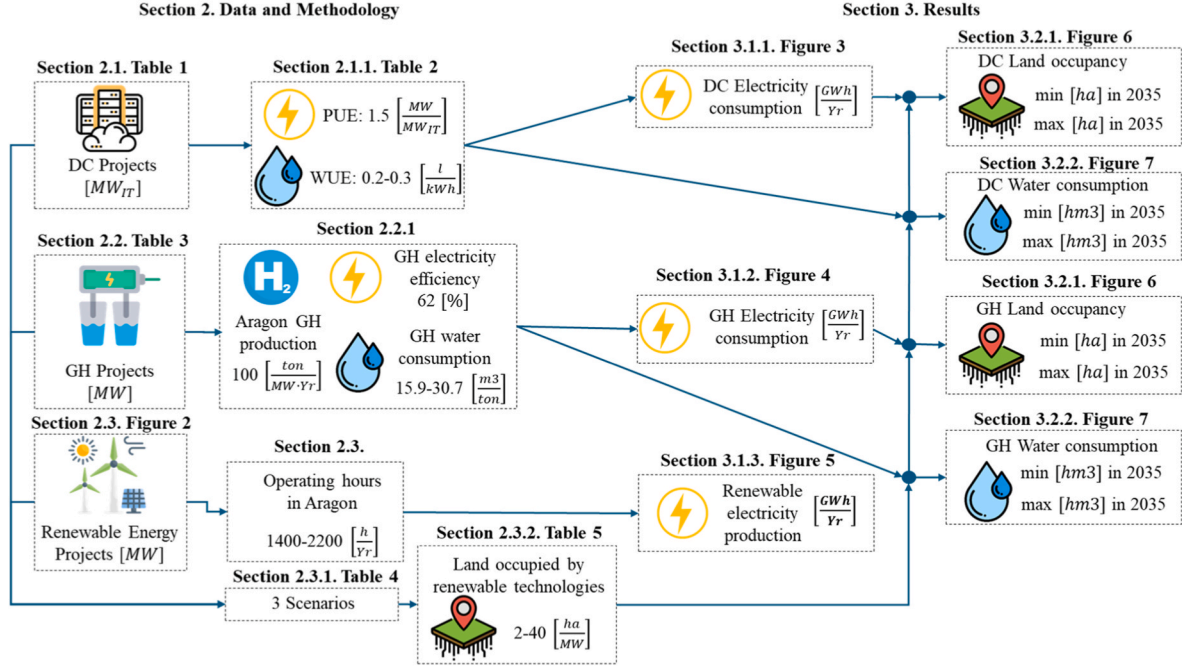 Section 2. Data and Methodology
Section 3. Results
Section 2.1. Table 1
DC Projects
[MW_IT]
Section 2.1.1. Table 2
PUE: 1.5 [MW/MW_IT]
WUE: 0.2-0.3 [l/kWh]
Section 2.2. Table 3
GH Projects
[MW]
Section 2.2.1
H2
Aragon GH
production
100 [ton/MW·Yr]
GH electricity
efficiency
62 [%]
GH water
consumption
15.9-30.7 [m3/ton]
Section 2.3. Figure 2
Renewable Energy
Projects [MW]
Section 2.3.
Operating hours
in Aragon
1400-2200 [h/Yr]
Section 2.3.1. Table 4
3 Scenarios
Section 2.3.2. Table 5
Land occupied by
renewable technologies
2-40 [ha/MW]
Section 3.1.1. Figure 3
DC Electricity
consumption [GWh/Yr]
Section 3.1.2. Figure 4
GH Electricity
consumption [GWh/Yr]
Section 3.1.3. Figure 5
Renewable
electricity
production
[GWh/Yr]
Section 3.2.1. Figure 6
DC Land occupancy
min [ha] in 2035
max [ha] in 2035
Section 3.2.2. Figure 7
DC Water consumption
min [hm3] in 2035
max [hm3] in 2035
Section 3.2.1. Figure 6
GH Land occupancy
min [ha] in 2035
max [ha] in 2035
Section 3.2.2. Figure 7
GH Water consumption
min [hm3] in 2035
max [hm3] in 2035